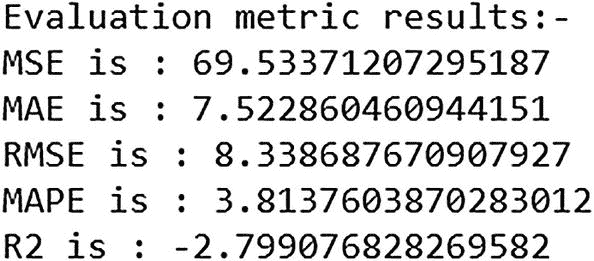 Evaluation metric results:-
MSE is : 69.53371207295187
MAE is : 7.522860460944151
RMSE is : 8.338687670907927
MAPE is : 3.8137603870283012
R2 is : -2.799076828269582